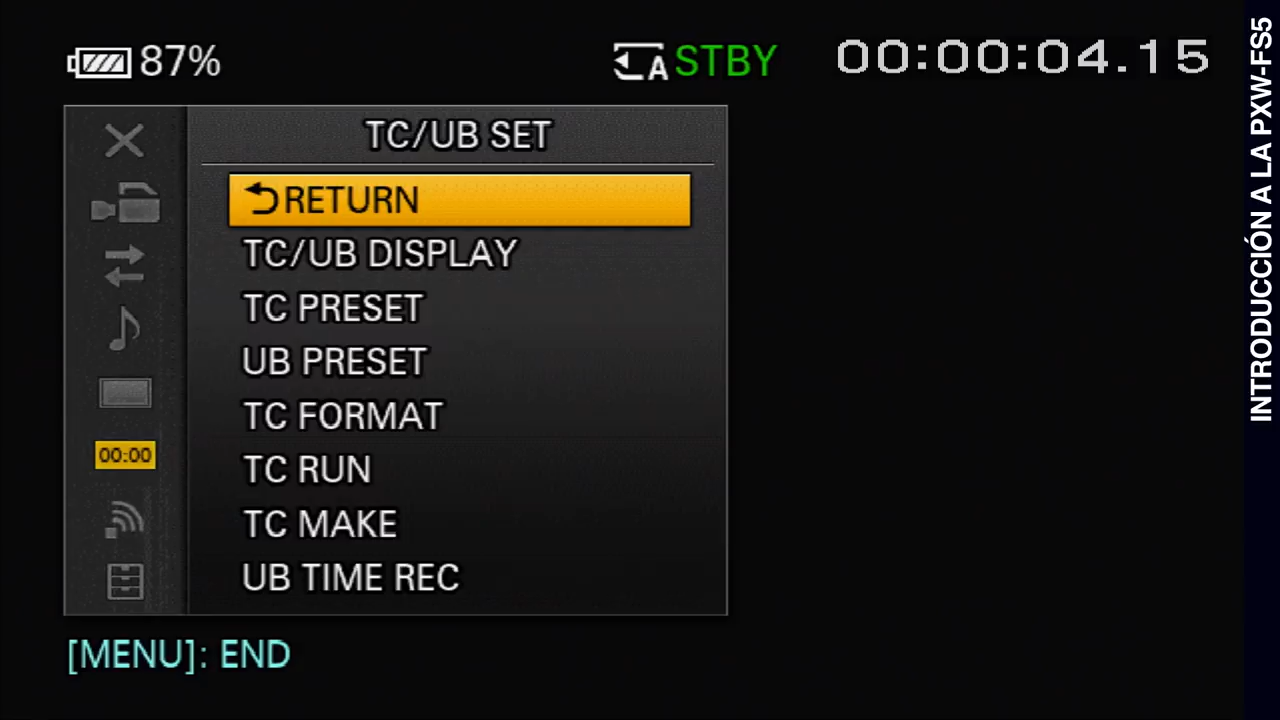 87%
A STBY
00:00:04.15
TC/UB SET
RETURN
TC/UB DISPLAY
TC PRESET
UB PRESET
TC FORMAT
00:00
TC RUN
TC MAKE
UB TIME REC
[MENU]: END
INTRODUCCIÓN A LA PXW-FS5